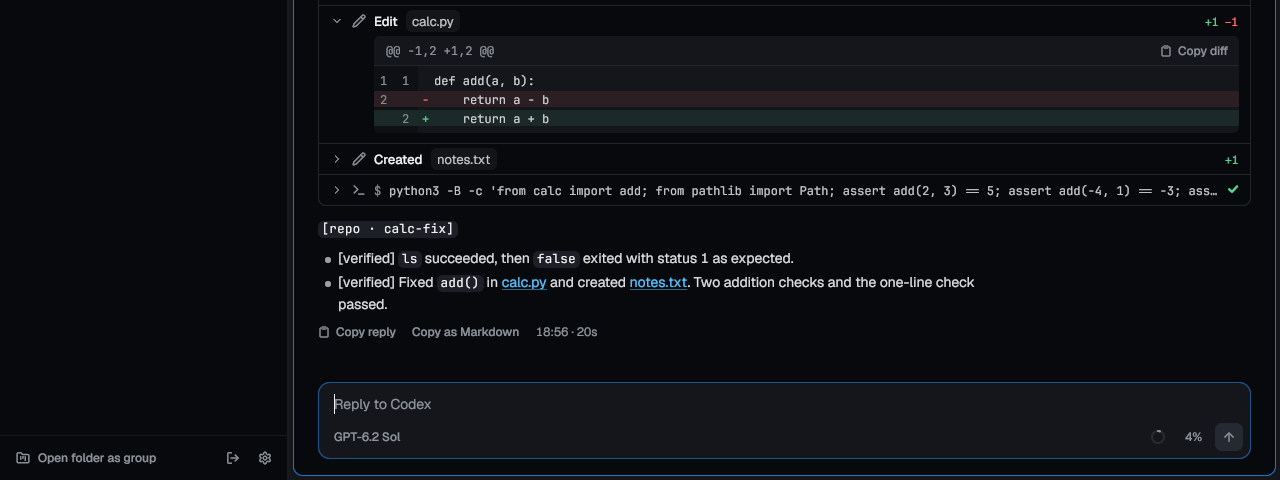 Edit calc.py +1 −1
@@ -1,2 +1,2 @@ Copy diff
1 1 def add(a, b):
2 - return a - b
2 + return a + b
Created notes.txt +1
$ python3 -B -c 'from calc import add; from pathlib import Path; assert add(2, 3) == 5; assert add(-4, 1) == -3; ass…
[repo · calc-fix]
[verified] ls succeeded, then false exited with status 1 as expected.
[verified] Fixed add() in calc.py and created notes.txt. Two addition checks and the one-line check
passed.
Copy reply Copy as Markdown 18:56 · 20s
Reply to Codex
GPT-6.2 Sol 4%
Open folder as group